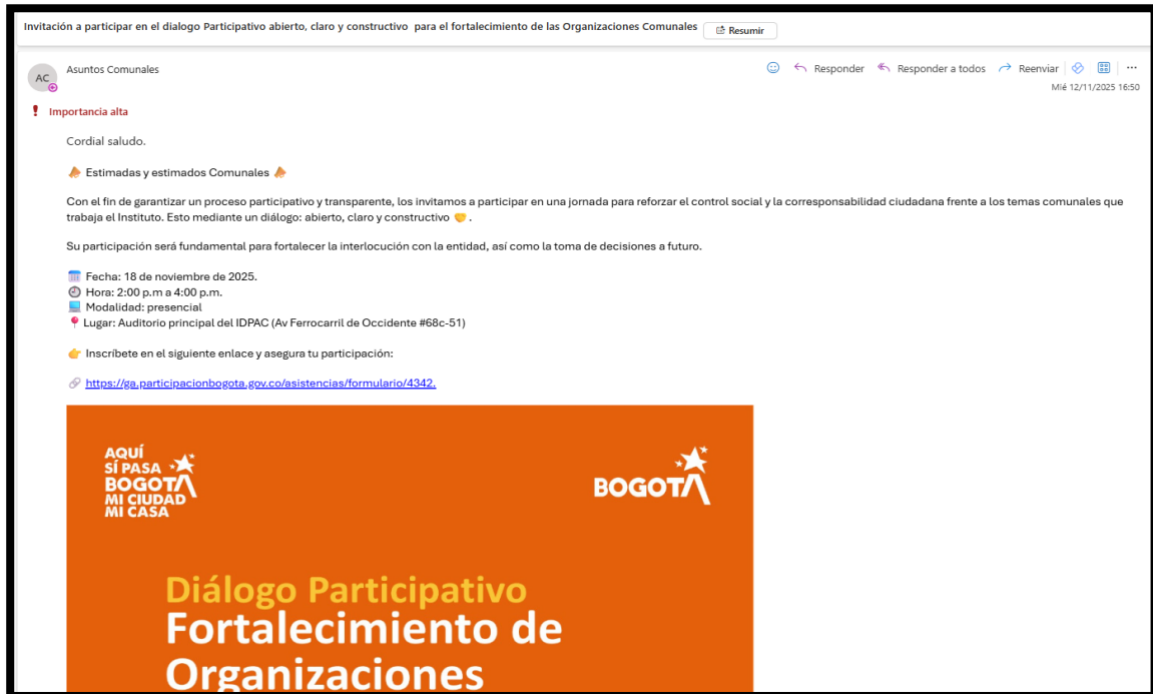 Invitación a participar en el dialogo Participativo abierto, claro y constructivo para el fortalecimiento de las Organizaciones Comunales
Resumir
AC
Asuntos Comunales
Responder
Responder a todos
Reenviar
Mié 12/11/2025 16:50
Importancia alta
Cordial saludo.
Estimadas y estimados Comunales
Con el fin de garantizar un proceso participativo y transparente, los invitamos a participar en una jornada para reforzar el control social y la corresponsabilidad ciudadana frente a los temas comunales que
trabaja el Instituto. Esto mediante un diálogo: abierto, claro y constructivo 🤝 .
Su participación será fundamental para fortalecer la interlocución con la entidad, así como la toma de decisiones a futuro.
Fecha: 18 de noviembre de 2025.
Hora: 2:00 p.m a 4:00 p.m.
Modalidad: presencial
Lugar: Auditorio principal del IDPAC (Av Ferrocarril de Occidente #68c-51)
Inscríbete en el siguiente enlace y asegura tu participación:
https://ga.participacionbogota.gov.co/asistencias/formulario/4342.
AQUÍ
SÍ PASA
BOGOTÁ
MI CIUDAD
MI CASA
BOGOTÁ
Diálogo Participativo
Fortalecimiento de
Organizaciones